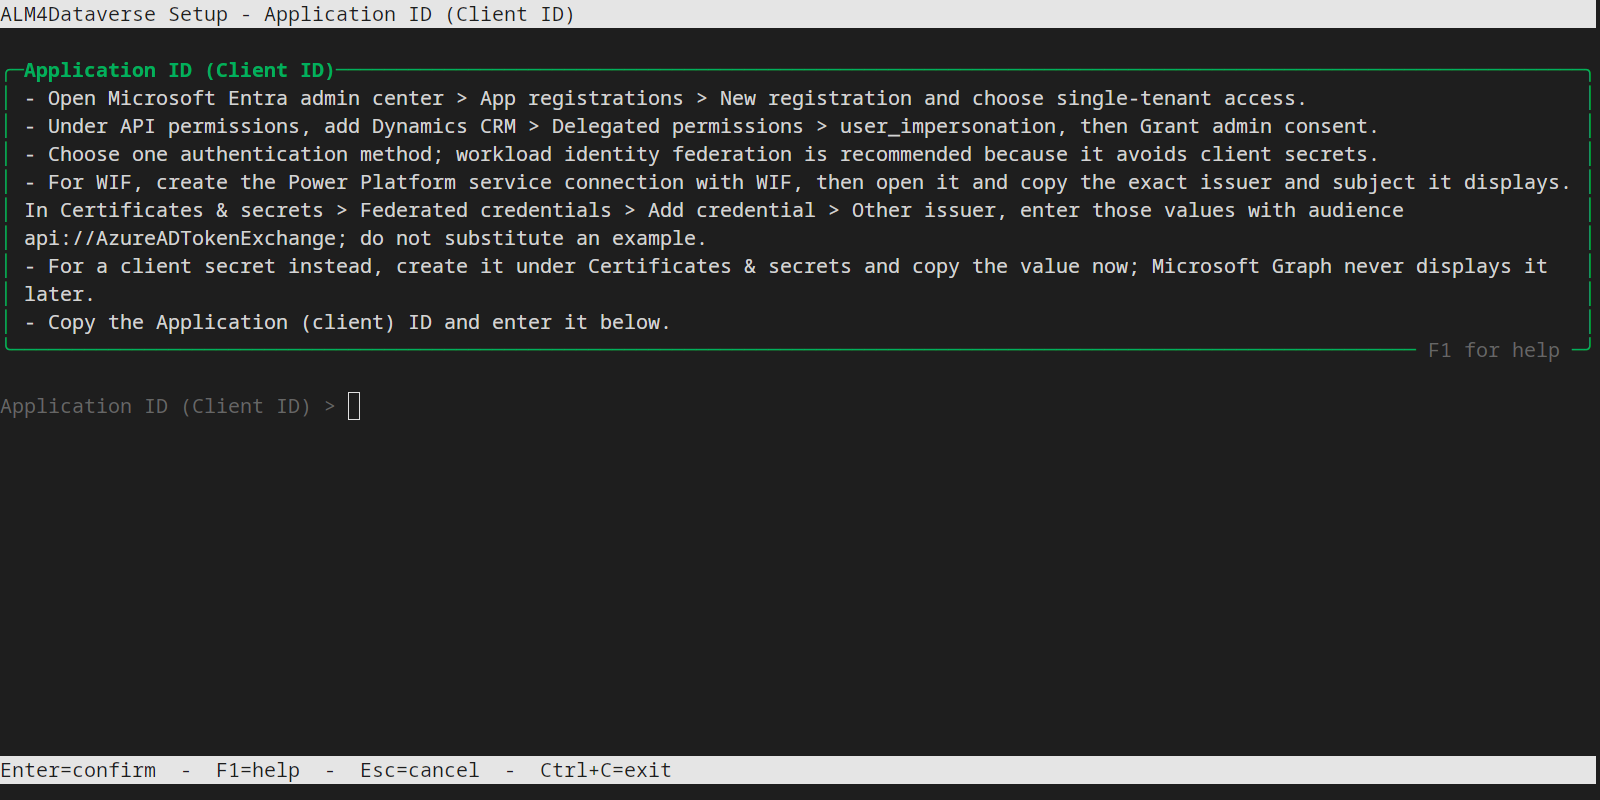 ALM4Dataverse Setup - Application ID (Client ID)
Application ID (Client ID)
- Open Microsoft Entra admin center > App registrations > New registration and choose single-tenant access.
- Under API permissions, add Dynamics CRM > Delegated permissions > user_impersonation, then Grant admin consent.
- Choose one authentication method; workload identity federation is recommended because it avoids client secrets.
- For WIF, create the Power Platform service connection with WIF, then open it and copy the exact issuer and subject it displays.
In Certificates & secrets > Federated credentials > Add credential > Other issuer, enter those values with audience
api://AzureADTokenExchange; do not substitute an example.
- For a client secret instead, create it under Certificates & secrets and copy the value now; Microsoft Graph never displays it
later.
- Copy the Application (client) ID and enter it below.
F1 for help
Application ID (Client ID) >
Enter=confirm  -  F1=help  -  Esc=cancel  -  Ctrl+C=exit